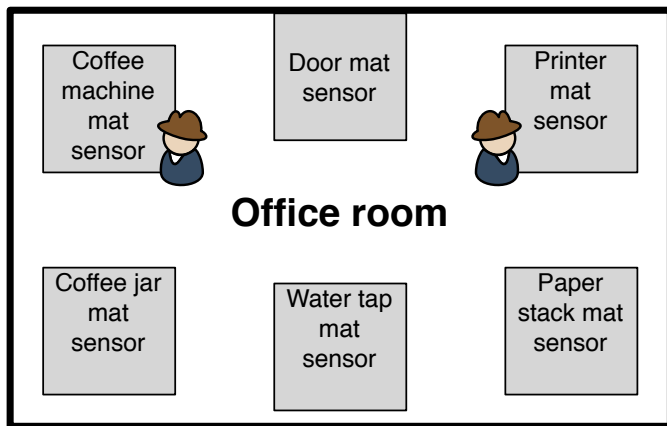 Coffee
machine
mat
sensor
Door mat
sensor
Printer
mat
sensor
Office room
Coffee jar
mat
sensor
Water tap
mat
sensor
Paper
stack mat
sensor